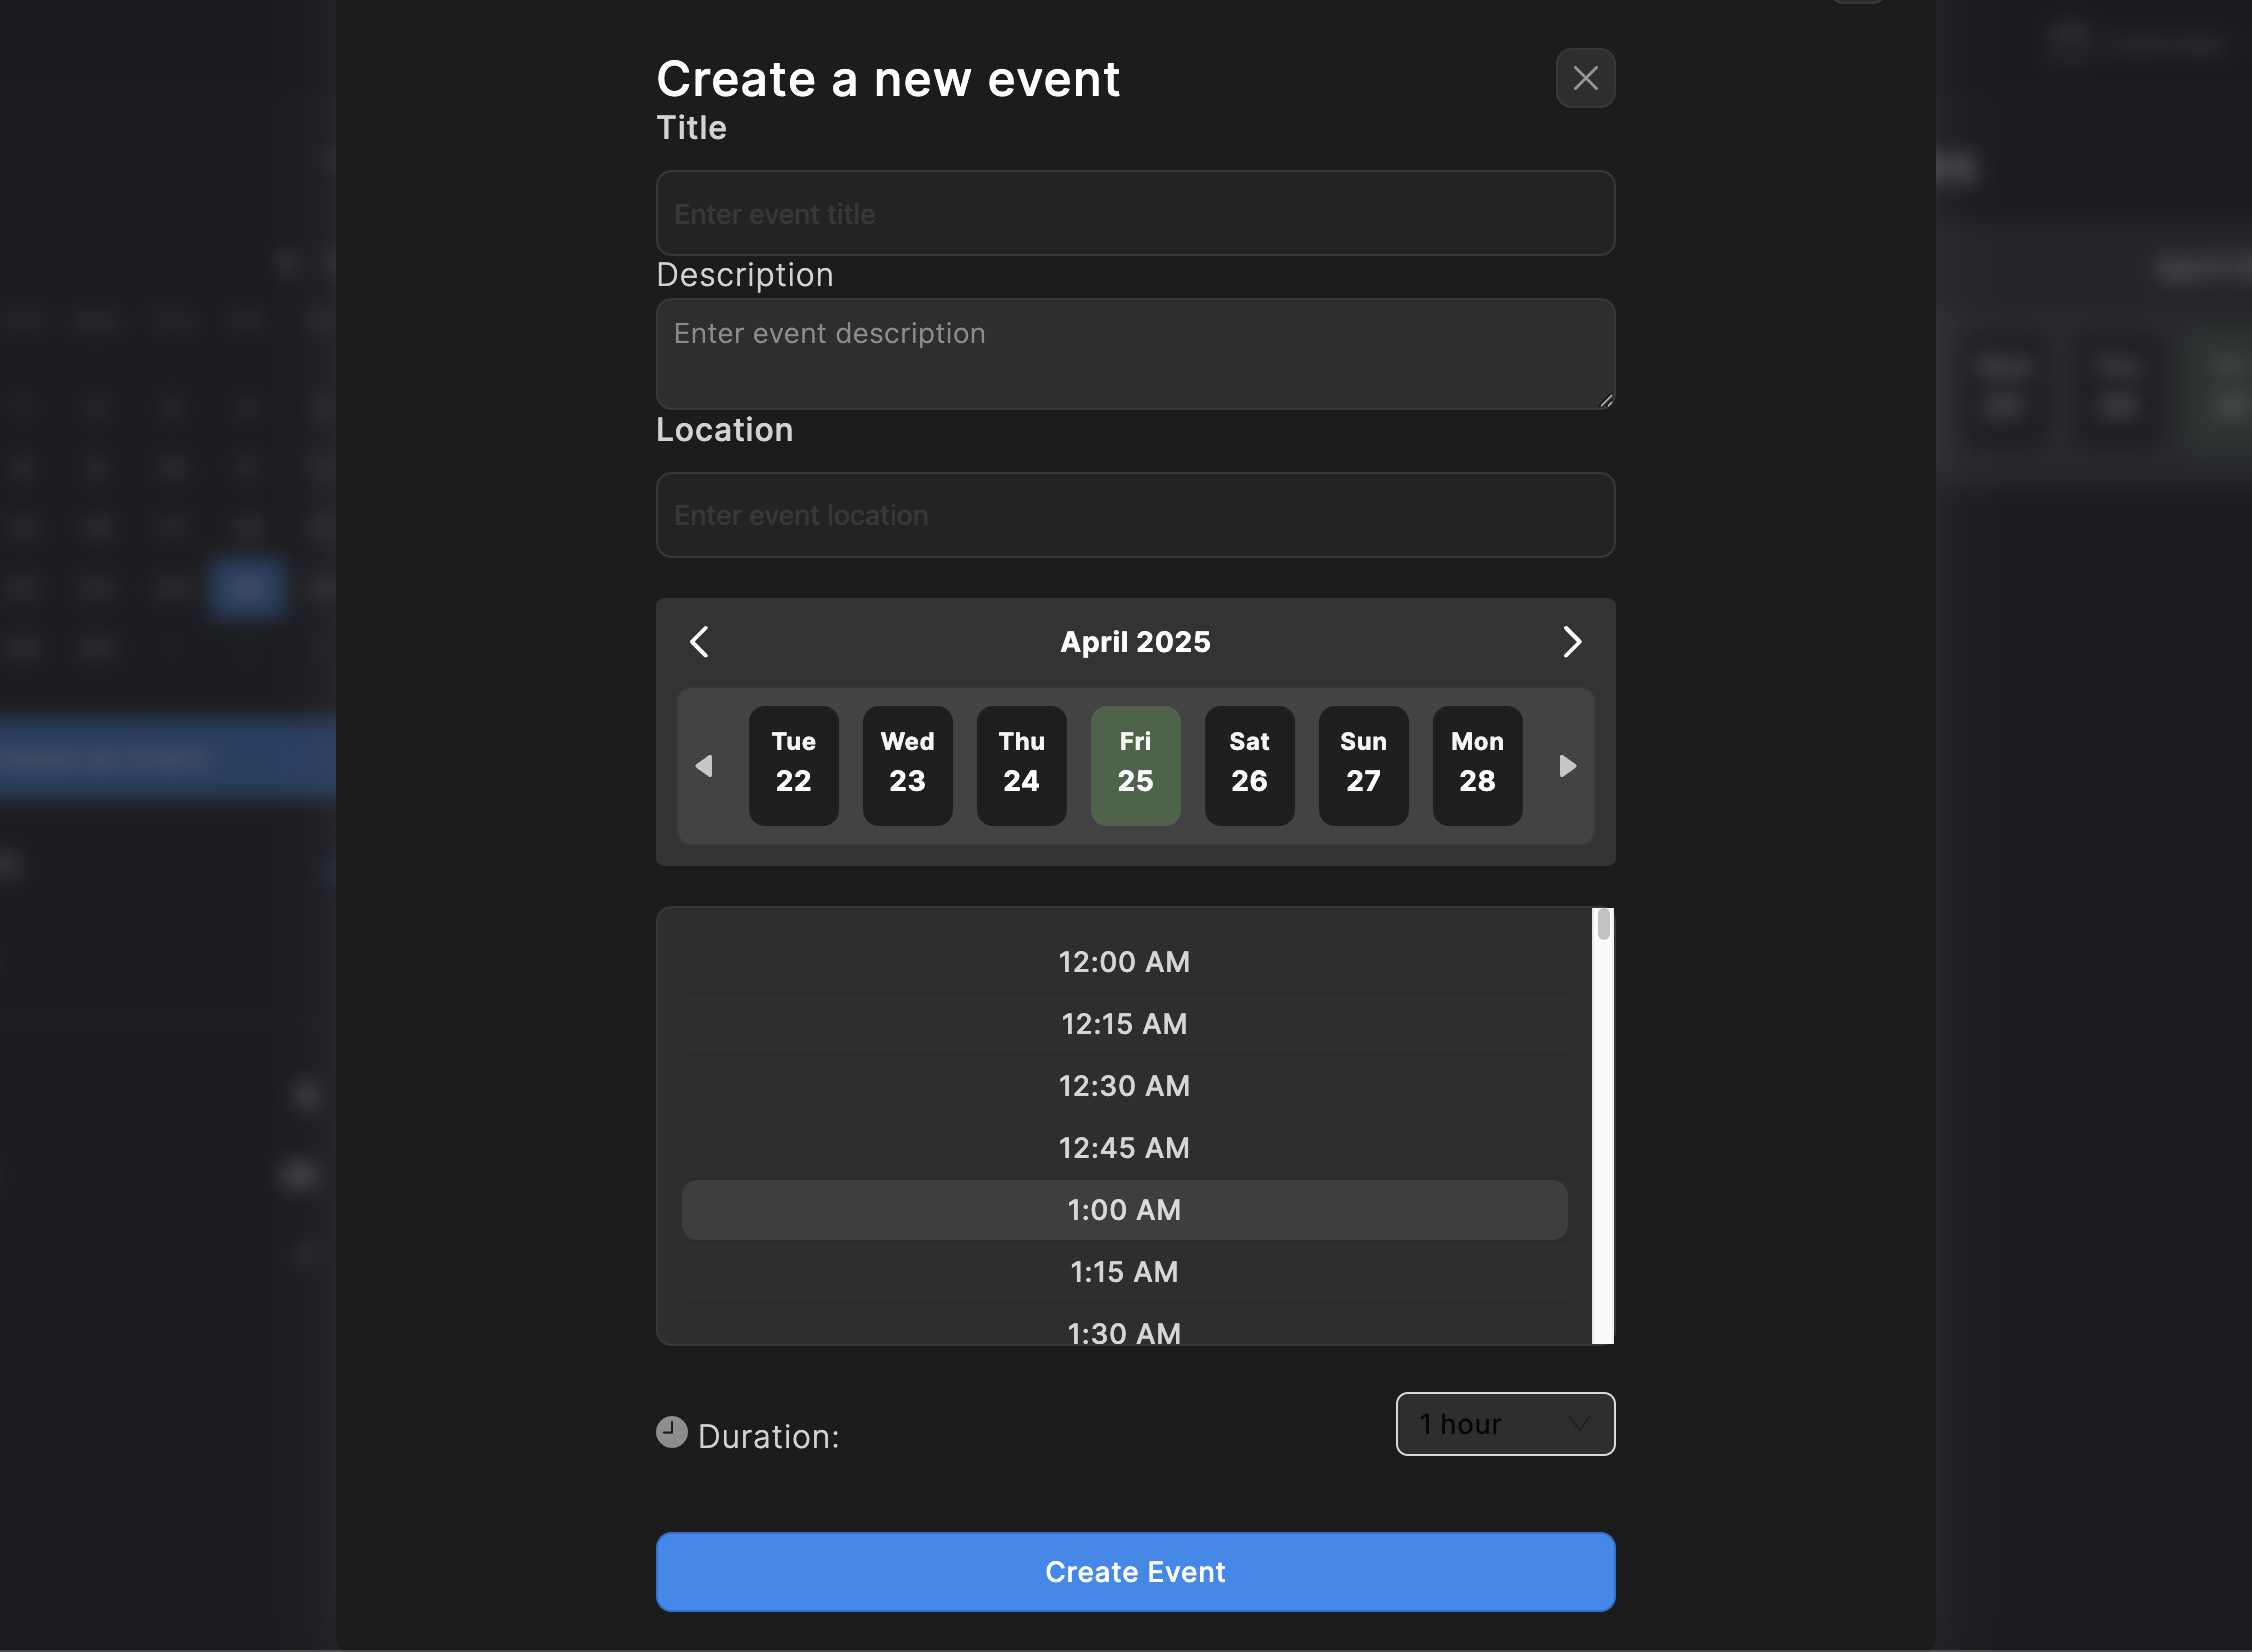 Create a new event
Title
Enter event title
Description
Enter event description
Location
Enter event location
April 2025
Tue Wed Thu Fri Sat Sun Mon
22 23 24 25 26 27 28
12:00 AM
12:15 AM
12:30 AM
12:45 AM
1:00 AM
1:15 AM
1:30 AM
Duration: 1 hour
Create Event